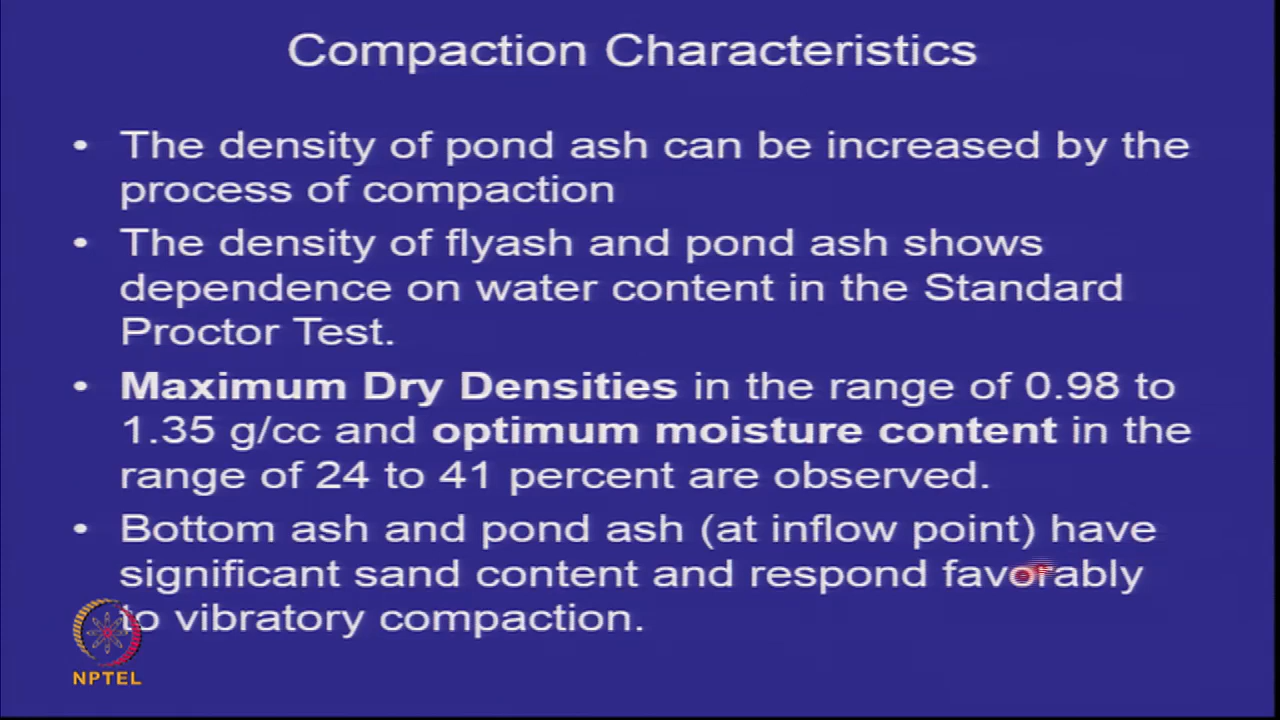 Compaction Characteristics
• The density of pond ash can be increased by the
process of compaction
• The density of flyash and pond ash shows
dependence on water content in the Standard
Proctor Test.
• Maximum Dry Densities in the range of 0.98 to
1.35 g/cc and optimum moisture content in the
range of 24 to 41 percent are observed.
• Bottom ash and pond ash (at inflow point) have
significant sand content and respond favorably
to vibratory compaction.
NPTEL